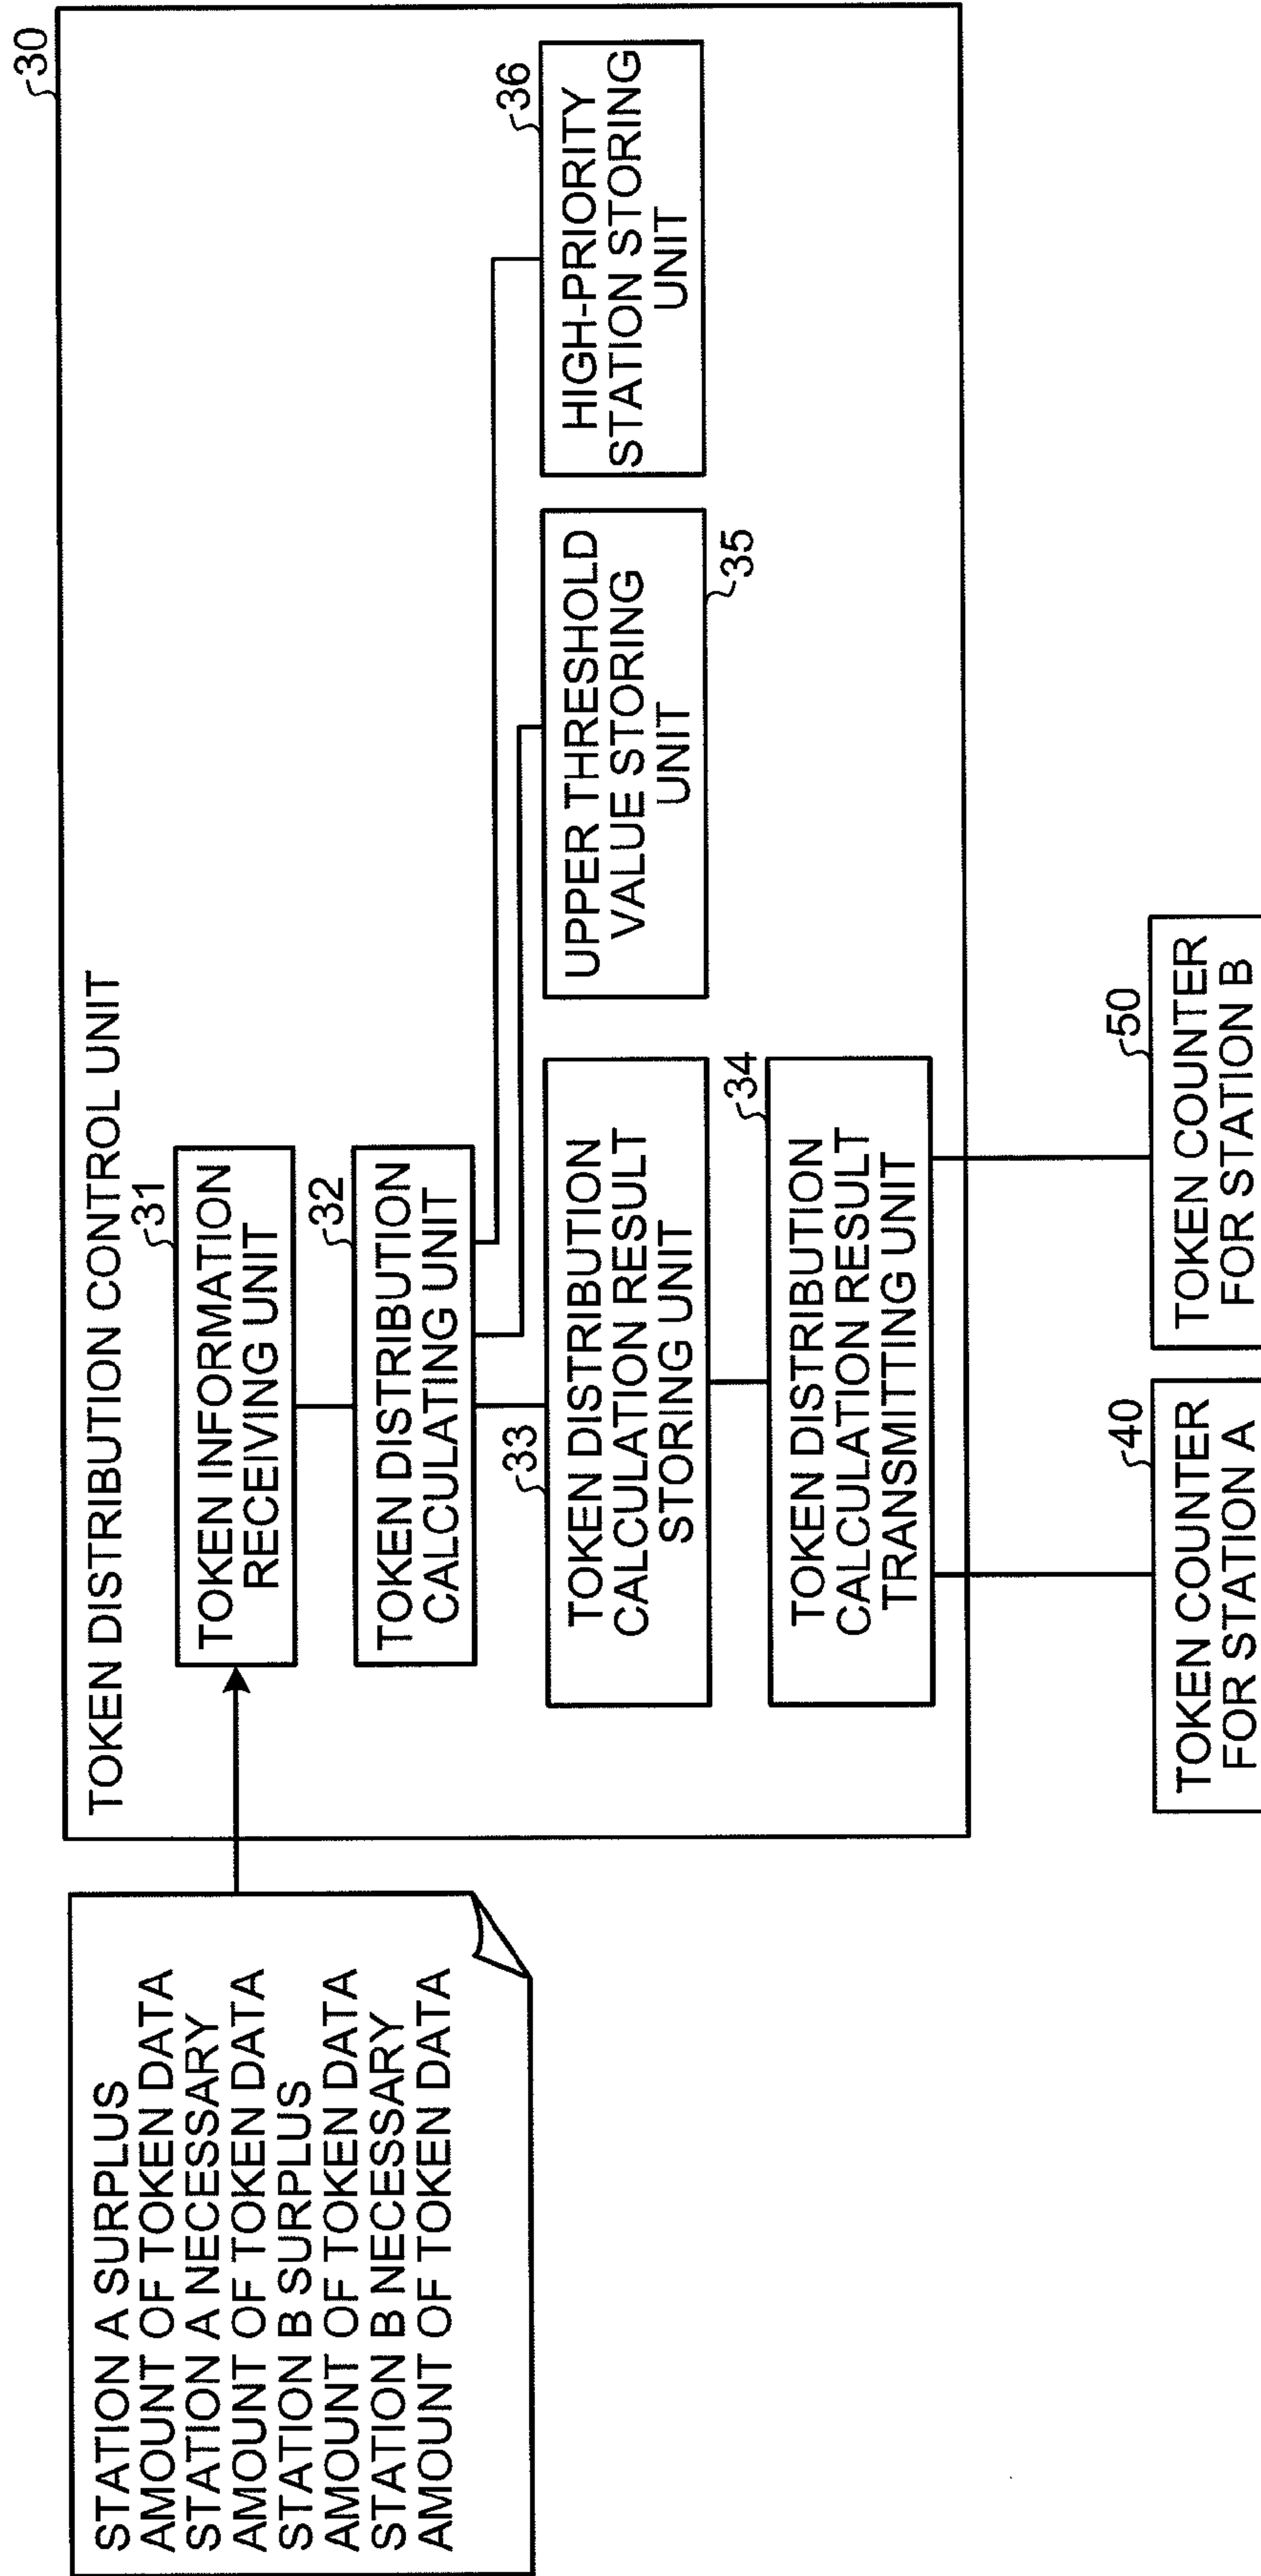 STATION A SURPLUS
AMOUNT OF TOKEN DATA
STATION A NECESSARY
AMOUNT OF TOKEN DATA
STATION B SURPLUS
AMOUNT OF TOKEN DATA
STATION B NECESSARY
AMOUNT OF TOKEN DATA
30
TOKEN DISTRIBUTION CONTROL UNIT
31
TOKEN INFORMATION
RECEIVING UNIT
32
TOKEN DISTRIBUTION
CALCULATING UNIT
33
TOKEN DISTRIBUTION
CALCULATION RESULT
STORING UNIT
34
TOKEN DISTRIBUTION
CALCULATION RESULT
TRANSMITTING UNIT
UPPER THRESHOLD
VALUE STORING
UNIT
35
36
HIGH-PRIORITY
STATION STORING
UNIT
40
TOKEN COUNTER
FOR STATION A
50
TOKEN COUNTER
FOR STATION B